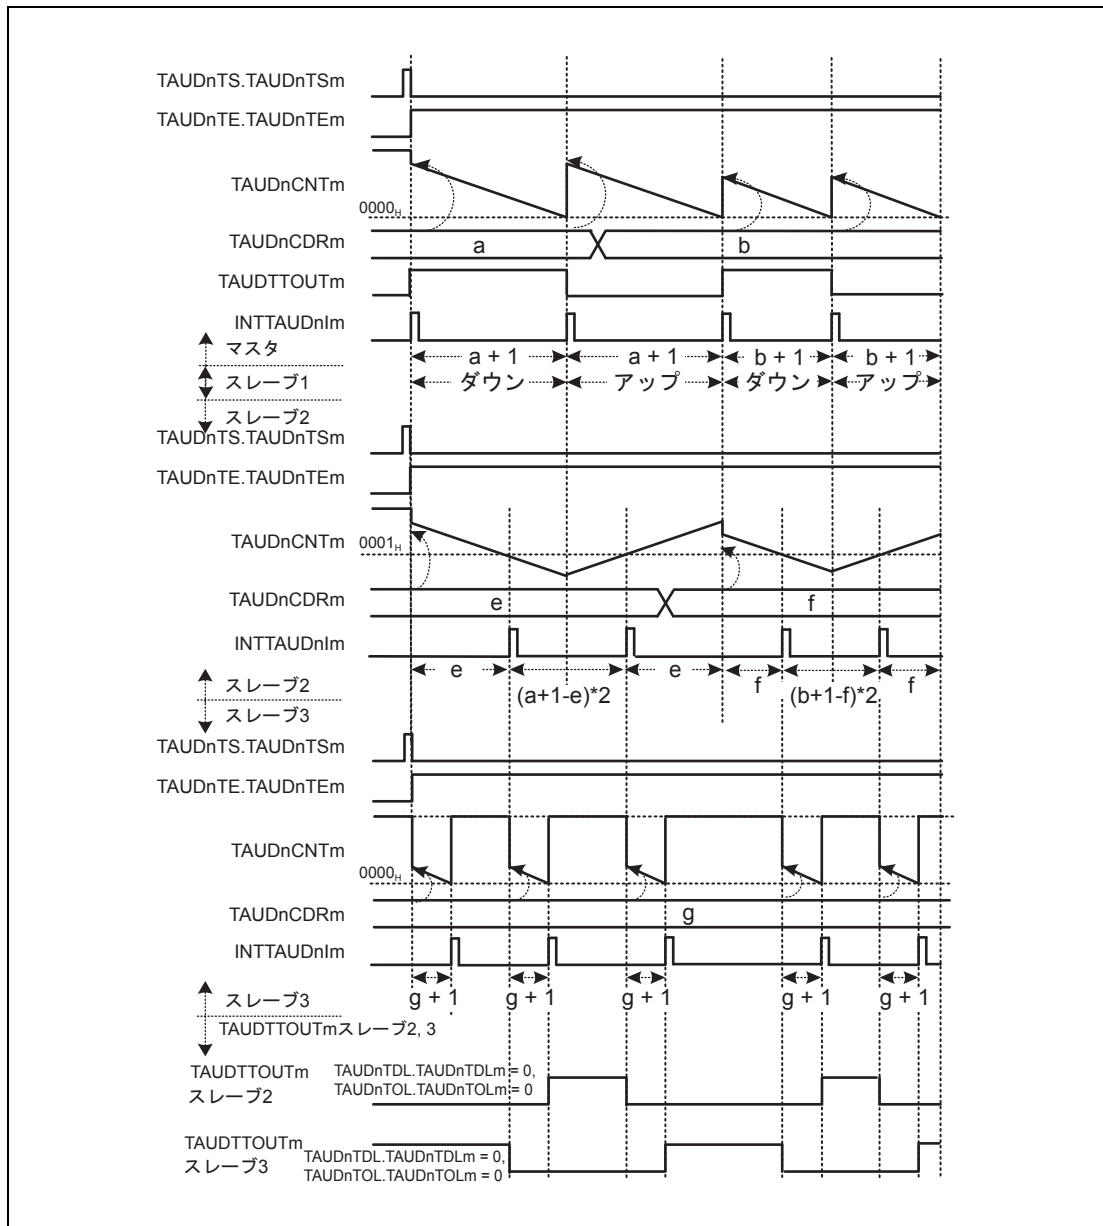 TAUDnTS.TAUDnTSm
TAUDnTE.TAUDnTEm
TAUDnCNTm
0000H
TAUDnCDRm
a
b
TAUDTTOUTm
INTTAUDnIm
マスタ
a + 1
a + 1
b + 1
b + 1
スレーブ1
ダウン
アップ
ダウン
アップ
スレーブ2
TAUDnTS.TAUDnTSm
TAUDnTE.TAUDnTEm
TAUDnCNTm
0001H
TAUDnCDRm
e
f
INTTAUDnIm
e
(a+1-e)*2
e
f
(b+1-f)*2
f
スレーブ2
スレーブ3
TAUDnTS.TAUDnTSm
TAUDnTE.TAUDnTEm
TAUDnCNTm
0000H
TAUDnCDRm
g
INTTAUDnIm
g + 1
g + 1
g + 1
g + 1
g + 1
スレーブ3
TAUDTTOUTmスレーブ2, 3
TAUDTTOUTm
スレーブ2
TAUDnTDL.TAUDnTDLm = 0,
TAUDnTOL.TAUDnTOLm = 0
TAUDTTOUTm
スレーブ3
TAUDnTDL.TAUDnTDLm = 0,
TAUDnTOL.TAUDnTOLm = 0